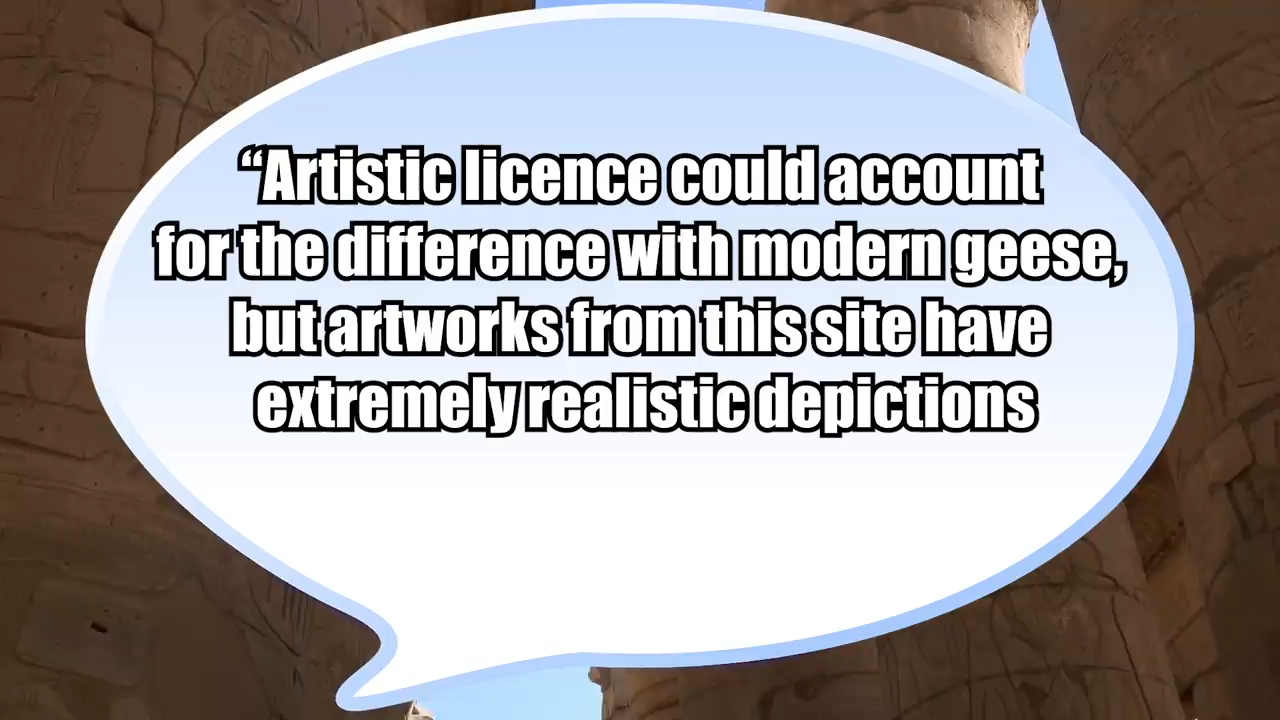 “Artistic licence could account
for the difference with modern geese,
but artworks from this site have
extremely realistic depictions